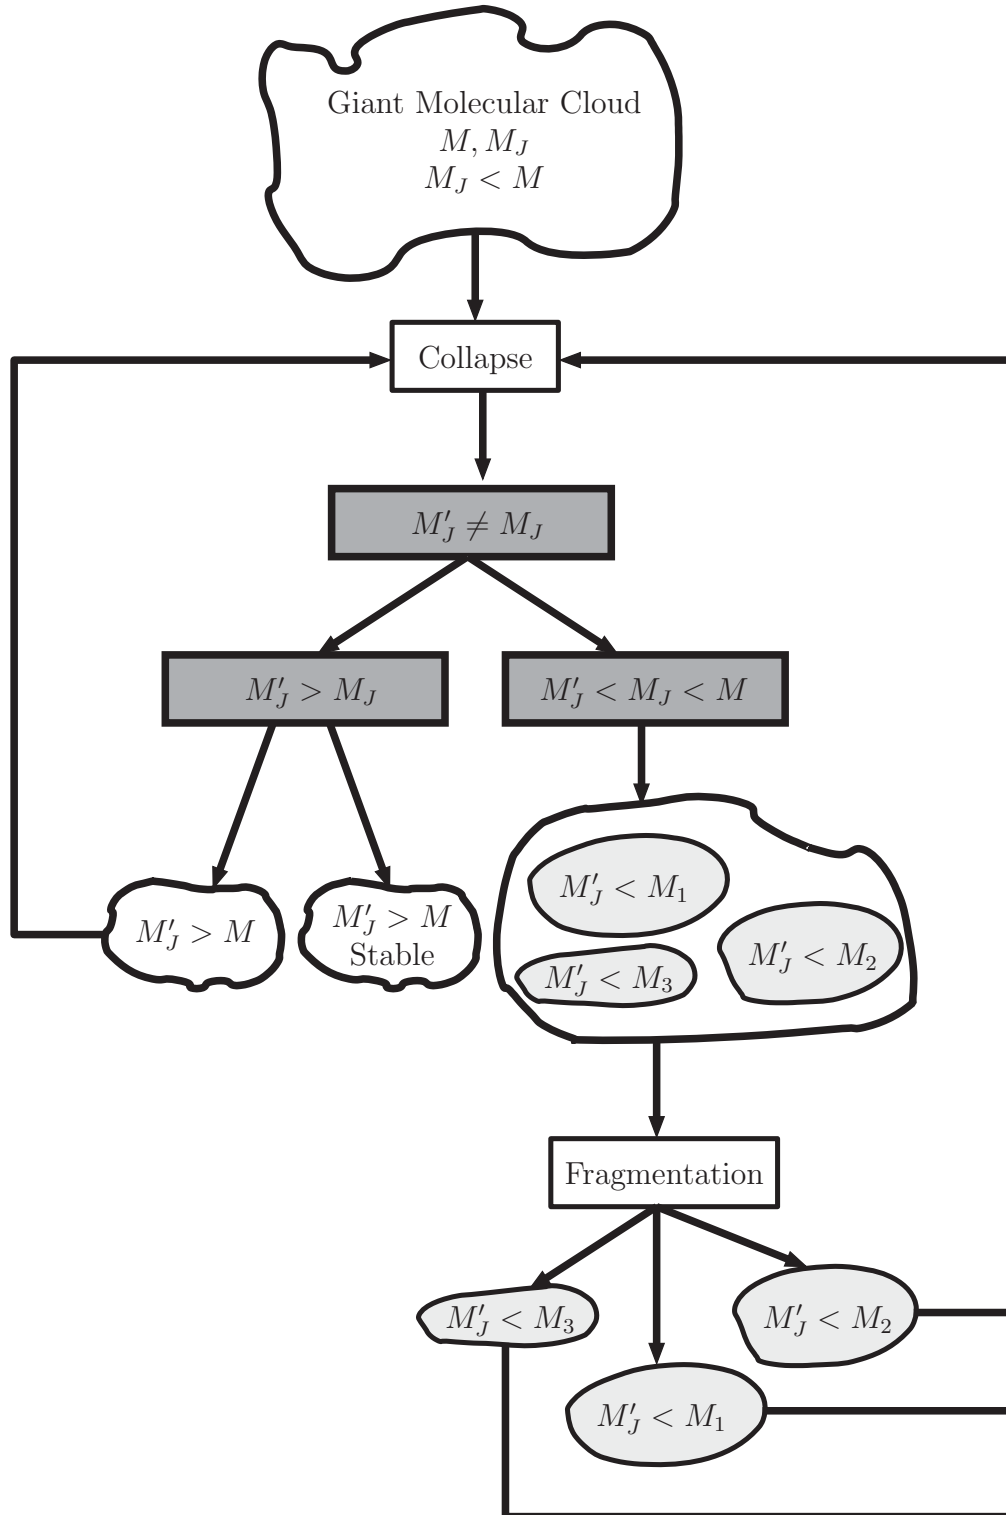 Giant Molecular Cloud
M, M_J
M_J < M
Collapse
M′_J ≠ M_J
M′_J > M_J
M′_J < M_J < M
M′_J < M_1
M′_J > M
M′_J > M
Stable
M′_J < M_2
M′_J < M_3
Fragmentation
M′_J < M_3
M′_J < M_2
M′_J < M_1